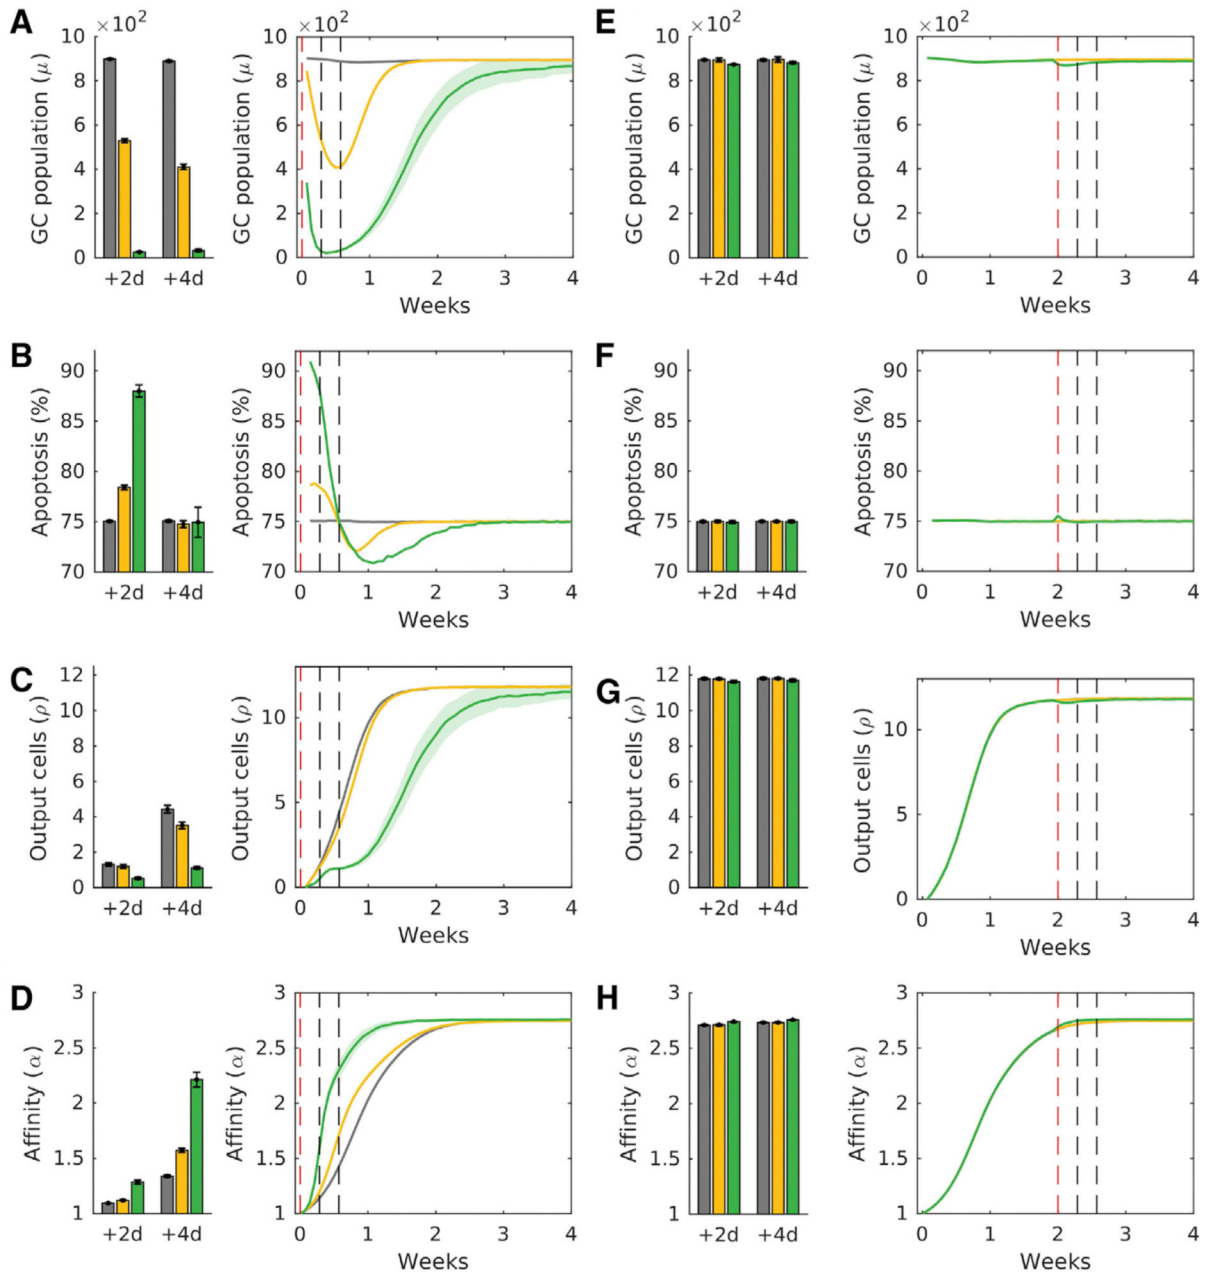 A
×10²
10
8
6
4
2
0
GC population (μ)
+2d
+4d
×10²
10
8
6
4
2
0
GC population (μ)
0 1 2 3 4
Weeks
E
×10²
10
8
6
4
2
0
GC population (μ)
+2d
+4d
10
8
6
4
2
0
GC population (μ)
0 1 2 3 4
Weeks
B
90
85
80
75
70
Apoptosis (%)
+2d
+4d
90
85
80
75
70
Apoptosis (%)
0 1 2 3 4
Weeks
F
90
85
80
75
70
Apoptosis (%)
+2d
+4d
90
85
80
75
70
Apoptosis (%)
0 1 2 3 4
Weeks
C
12
10
8
6
4
2
0
Output cells (ρ)
+2d
+4d
10
5
0
Output cells (ρ)
0 1 2 3 4
Weeks
G
12
10
8
6
4
2
0
Output cells (ρ)
+2d
+4d
10
5
0
Output cells (ρ)
0 1 2 3 4
Weeks
D
3
2.5
2
1.5
1
Affinity (α)
+2d
+4d
3
2.5
2
1.5
1
Affinity (α)
0 1 2 3 4
Weeks
H
3
2.5
2
1.5
1
Affinity (α)
+2d
+4d
3
2.5
2
1.5
1
Affinity (α)
0 1 2 3 4
Weeks